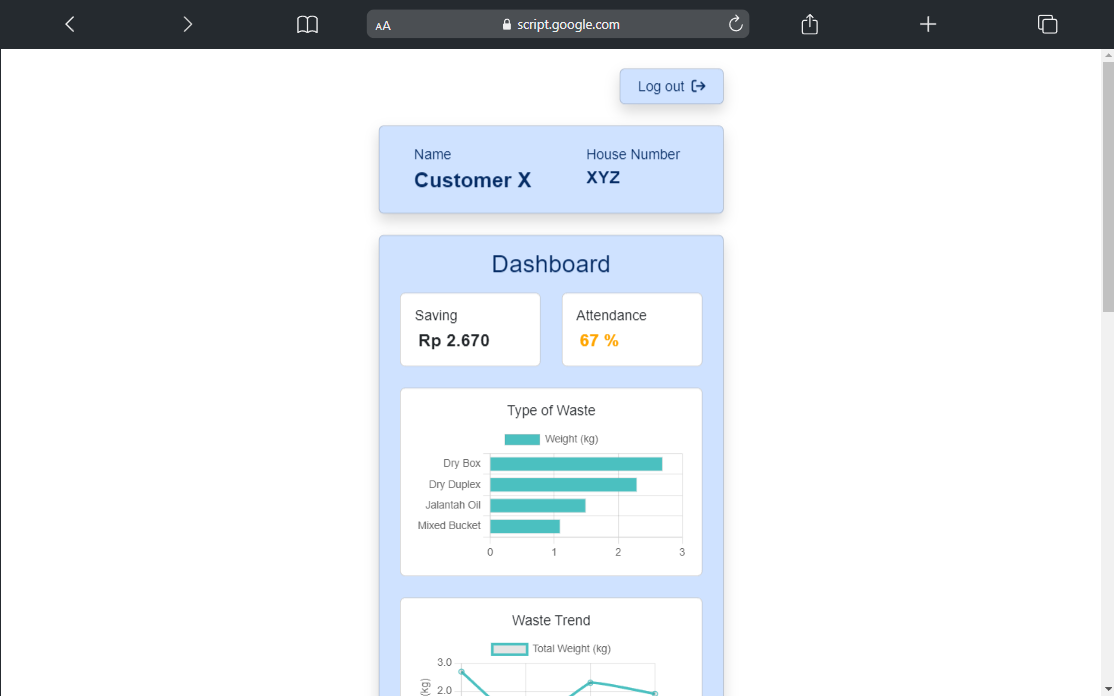 AA script.google.com
Log out
Name House Number
Customer X XYZ
Dashboard
Saving Attendance
Rp 2.670 67 %
Type of Waste
Weight (kg)
Dry Box
Dry Duplex
Jalantah Oil
Mixed Bucket
0 1 2 3
Waste Trend
Total Weight (kg)
3.0
2.0
(kg)